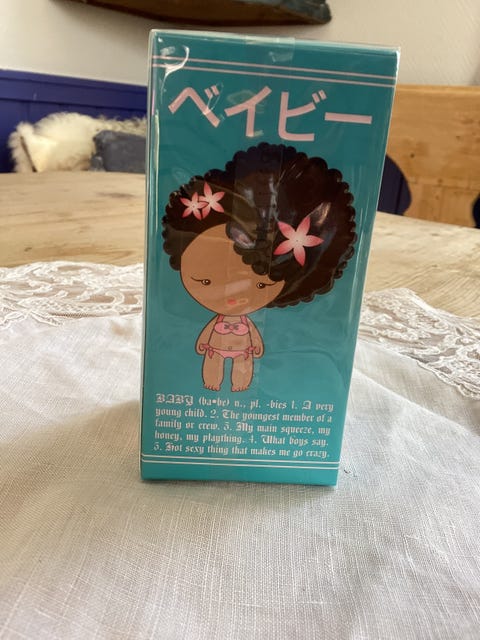 ベイビー
BABY (ba•be) n., pl. -bies 1. A very
young child. 2. The youngest member of a
family or crew. 3. My main squeeze, my
honey, my plaything. 4. What boys say.
5. Hot sexy thing that makes me go crazy.